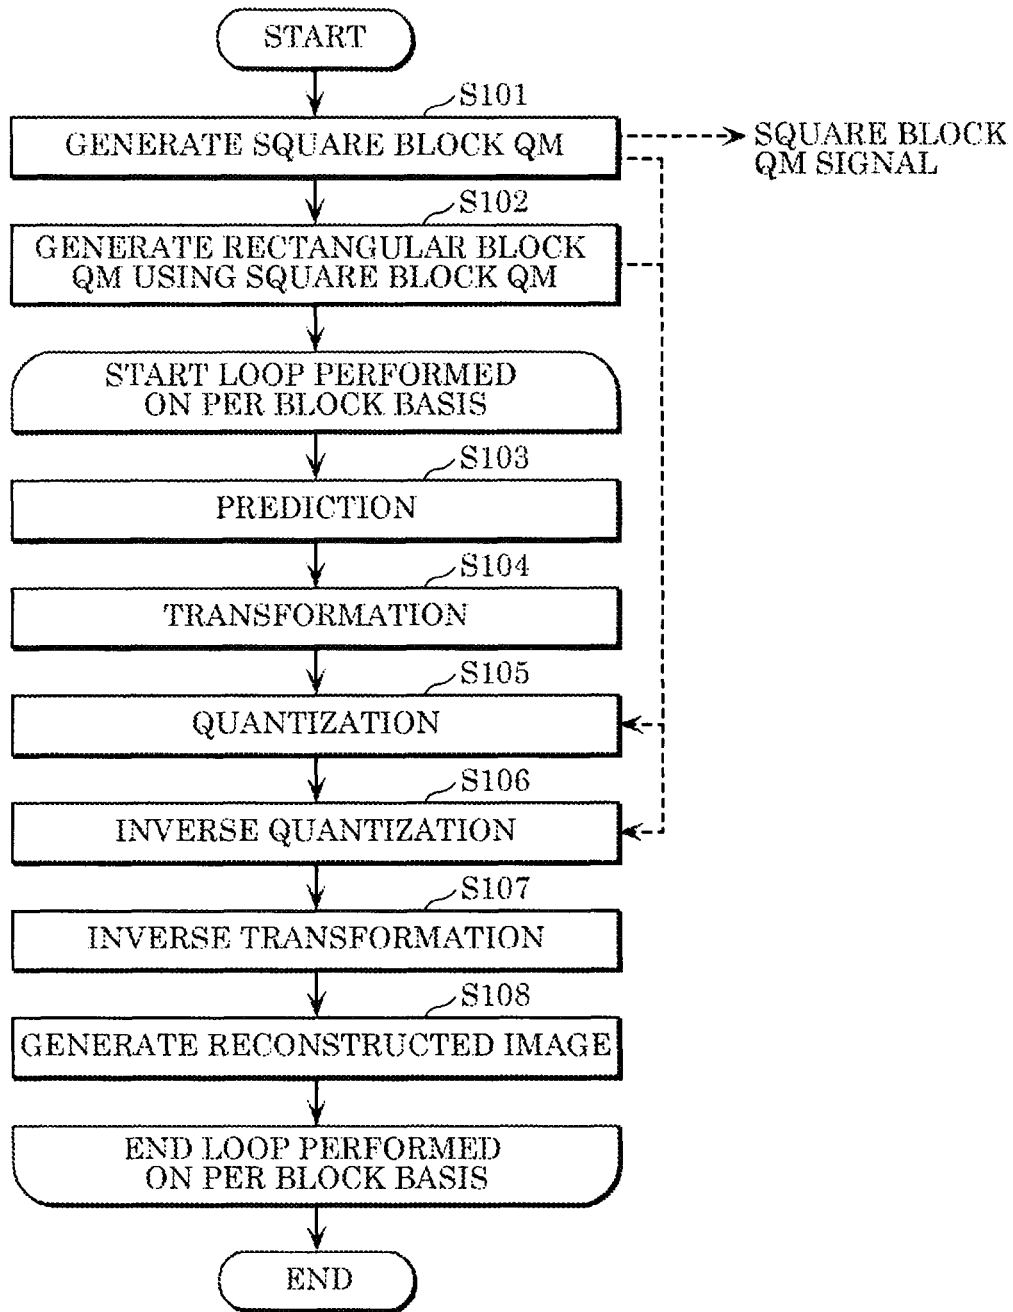 START
S101
GENERATE SQUARE BLOCK QM
SQUARE BLOCK
QM SIGNAL
S102
GENERATE RECTANGULAR BLOCK
QM USING SQUARE BLOCK QM
START LOOP PERFORMED
ON PER BLOCK BASIS
S103
PREDICTION
S104
TRANSFORMATION
S105
QUANTIZATION
S106
INVERSE QUANTIZATION
S107
INVERSE TRANSFORMATION
S108
GENERATE RECONSTRUCTED IMAGE
END LOOP PERFORMED
ON PER BLOCK BASIS
END